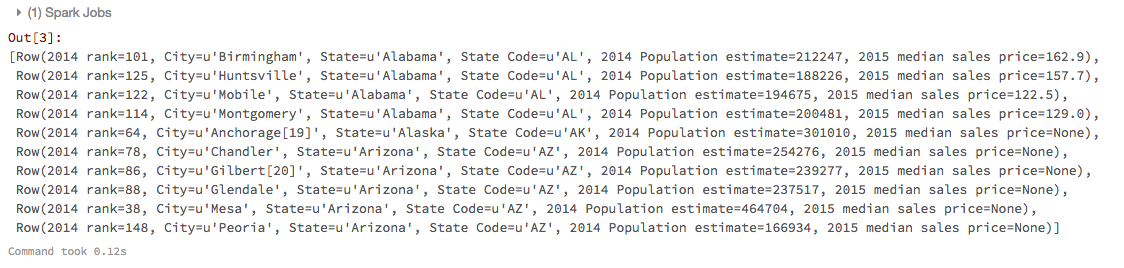 (1) Spark Jobs
Out[3]:
[Row(2014 rank=101, City=u'Birmingham', State=u'Alabama', State Code=u'AL', 2014 Population estimate=212247, 2015 median sales price=162.9),
Row(2014 rank=125, City=u'Huntsville', State=u'Alabama', State Code=u'AL', 2014 Population estimate=188226, 2015 median sales price=157.7),
Row(2014 rank=122, City=u'Mobile', State=u'Alabama', State Code=u'AL', 2014 Population estimate=194675, 2015 median sales price=122.5),
Row(2014 rank=114, City=u'Montgomery', State=u'Alabama', State Code=u'AL', 2014 Population estimate=200481, 2015 median sales price=129.0),
Row(2014 rank=64, City=u'Anchorage[19]', State=u'Alaska', State Code=u'AK', 2014 Population estimate=301010, 2015 median sales price=None),
Row(2014 rank=78, City=u'Chandler', State=u'Arizona', State Code=u'AZ', 2014 Population estimate=254276, 2015 median sales price=None),
Row(2014 rank=86, City=u'Gilbert[20]', State=u'Arizona', State Code=u'AZ', 2014 Population estimate=239277, 2015 median sales price=None),
Row(2014 rank=88, City=u'Glendale', State=u'Arizona', State Code=u'AZ', 2014 Population estimate=237517, 2015 median sales price=None),
Row(2014 rank=38, City=u'Mesa', State=u'Arizona', State Code=u'AZ', 2014 Population estimate=464704, 2015 median sales price=None),
Row(2014 rank=148, City=u'Peoria', State=u'Arizona', State Code=u'AZ', 2014 Population estimate=166934, 2015 median sales price=None)]
Command took 0.12s